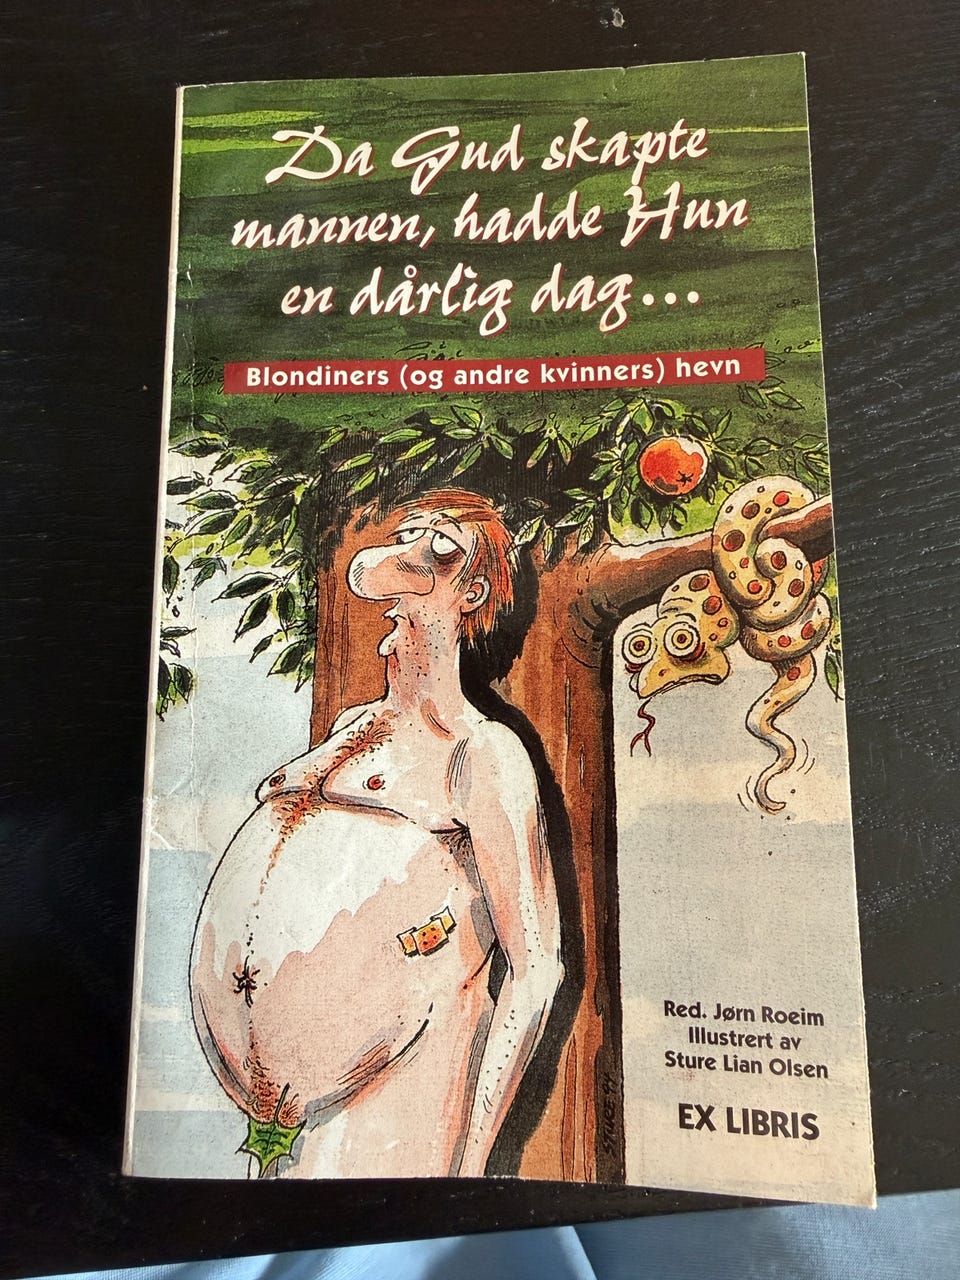 Da Gud skapte
mannen, hadde Hun
en dårlig dag...
Blondiners (og andre kvinners) hevn
Red. Jørn Roeim
Illustrert av
Sture Lian Olsen
EX LIBRIS